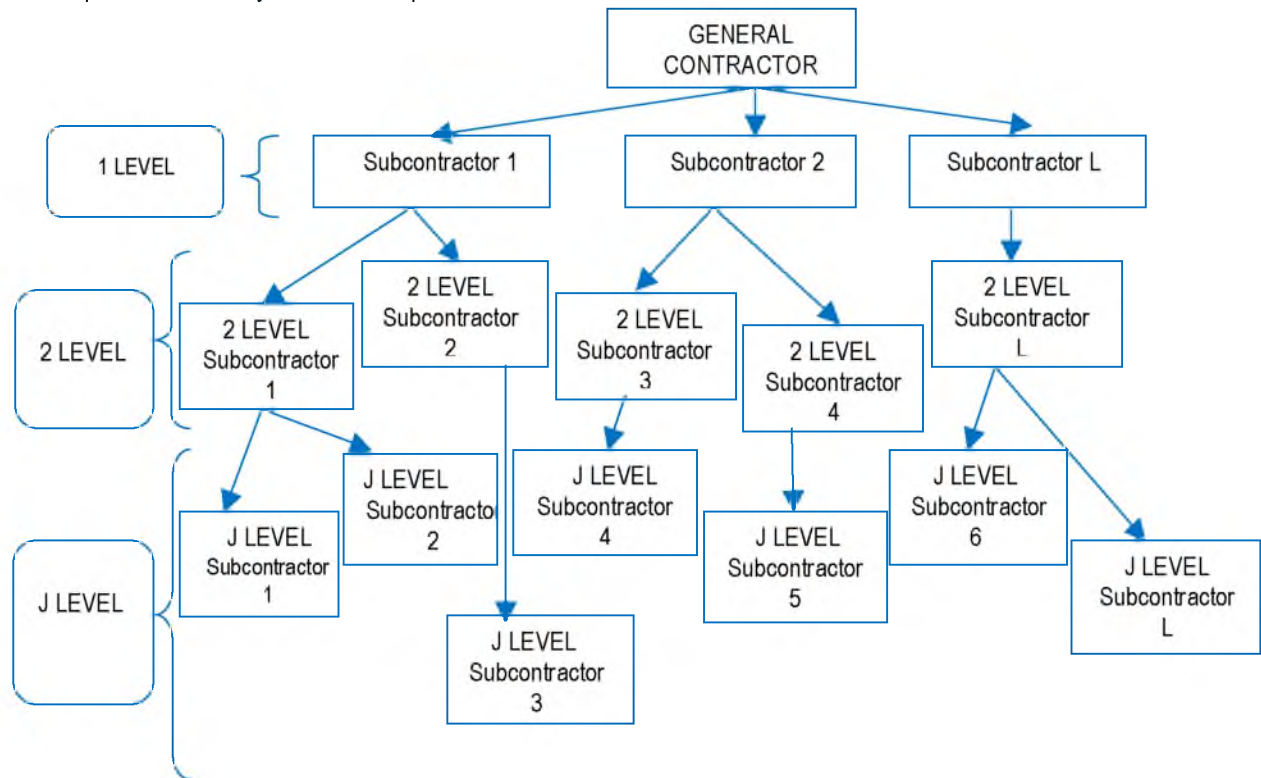 GENERAL
CONTRACTOR
1 LEVEL
Subcontractor 1
Subcontractor 2
Subcontractor L
2 LEVEL
2 LEVEL
Subcontractor
1
2 LEVEL
Subcontractor
2
2 LEVEL
Subcontractor
3
2 LEVEL
Subcontractor
4
2 LEVEL
Subcontractor
L
J LEVEL
J LEVEL
Subcontractor
1
J LEVEL
Subcontracto
2
J LEVEL
Subcontractor
3
J LEVEL
Subcontractor
4
J LEVEL
Subcontractor
5
J LEVEL
Subcontractor
6
J LEVEL
Subcontractor
L